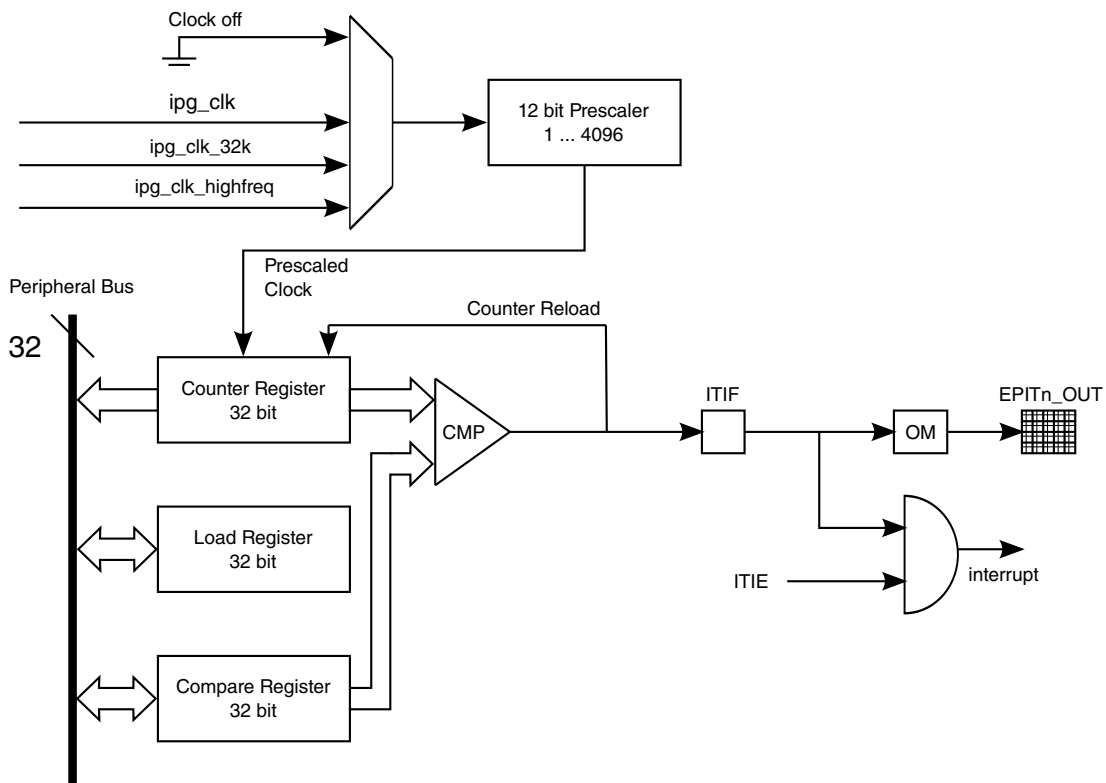 Clock off
ipg_clk
ipg_clk_32k
ipg_clk_highfreq
12 bit Prescaler
1 ... 4096
Prescaled
Clock
Peripheral Bus
32
Counter Reload
Counter Register
32 bit
CMP
ITIF
OM
EPITn_OUT
Load Register
32 bit
ITIE
interrupt
Compare Register
32 bit